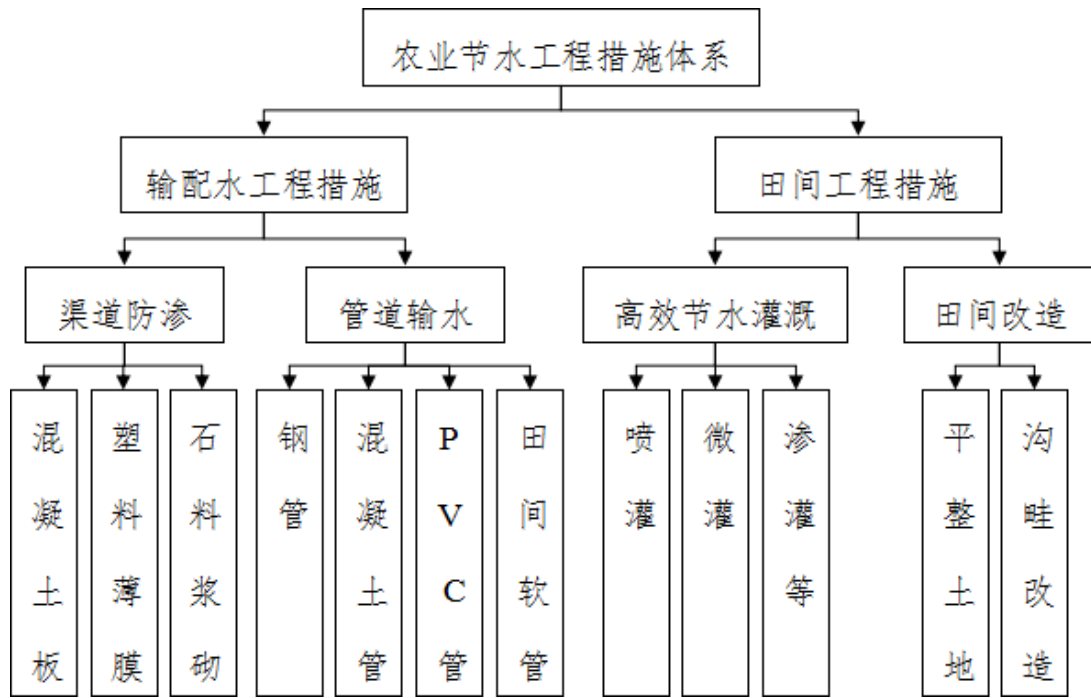 农业节水工程措施体系
输配水工程措施
田间工程措施
渠道防渗
管道输水
高效节水灌溉
田间改造
混凝土板
塑料薄膜
石料浆砌
钢管
混凝土管
PVC管
田间软管
喷灌
微灌
渗灌等
平整土地
沟畦改造